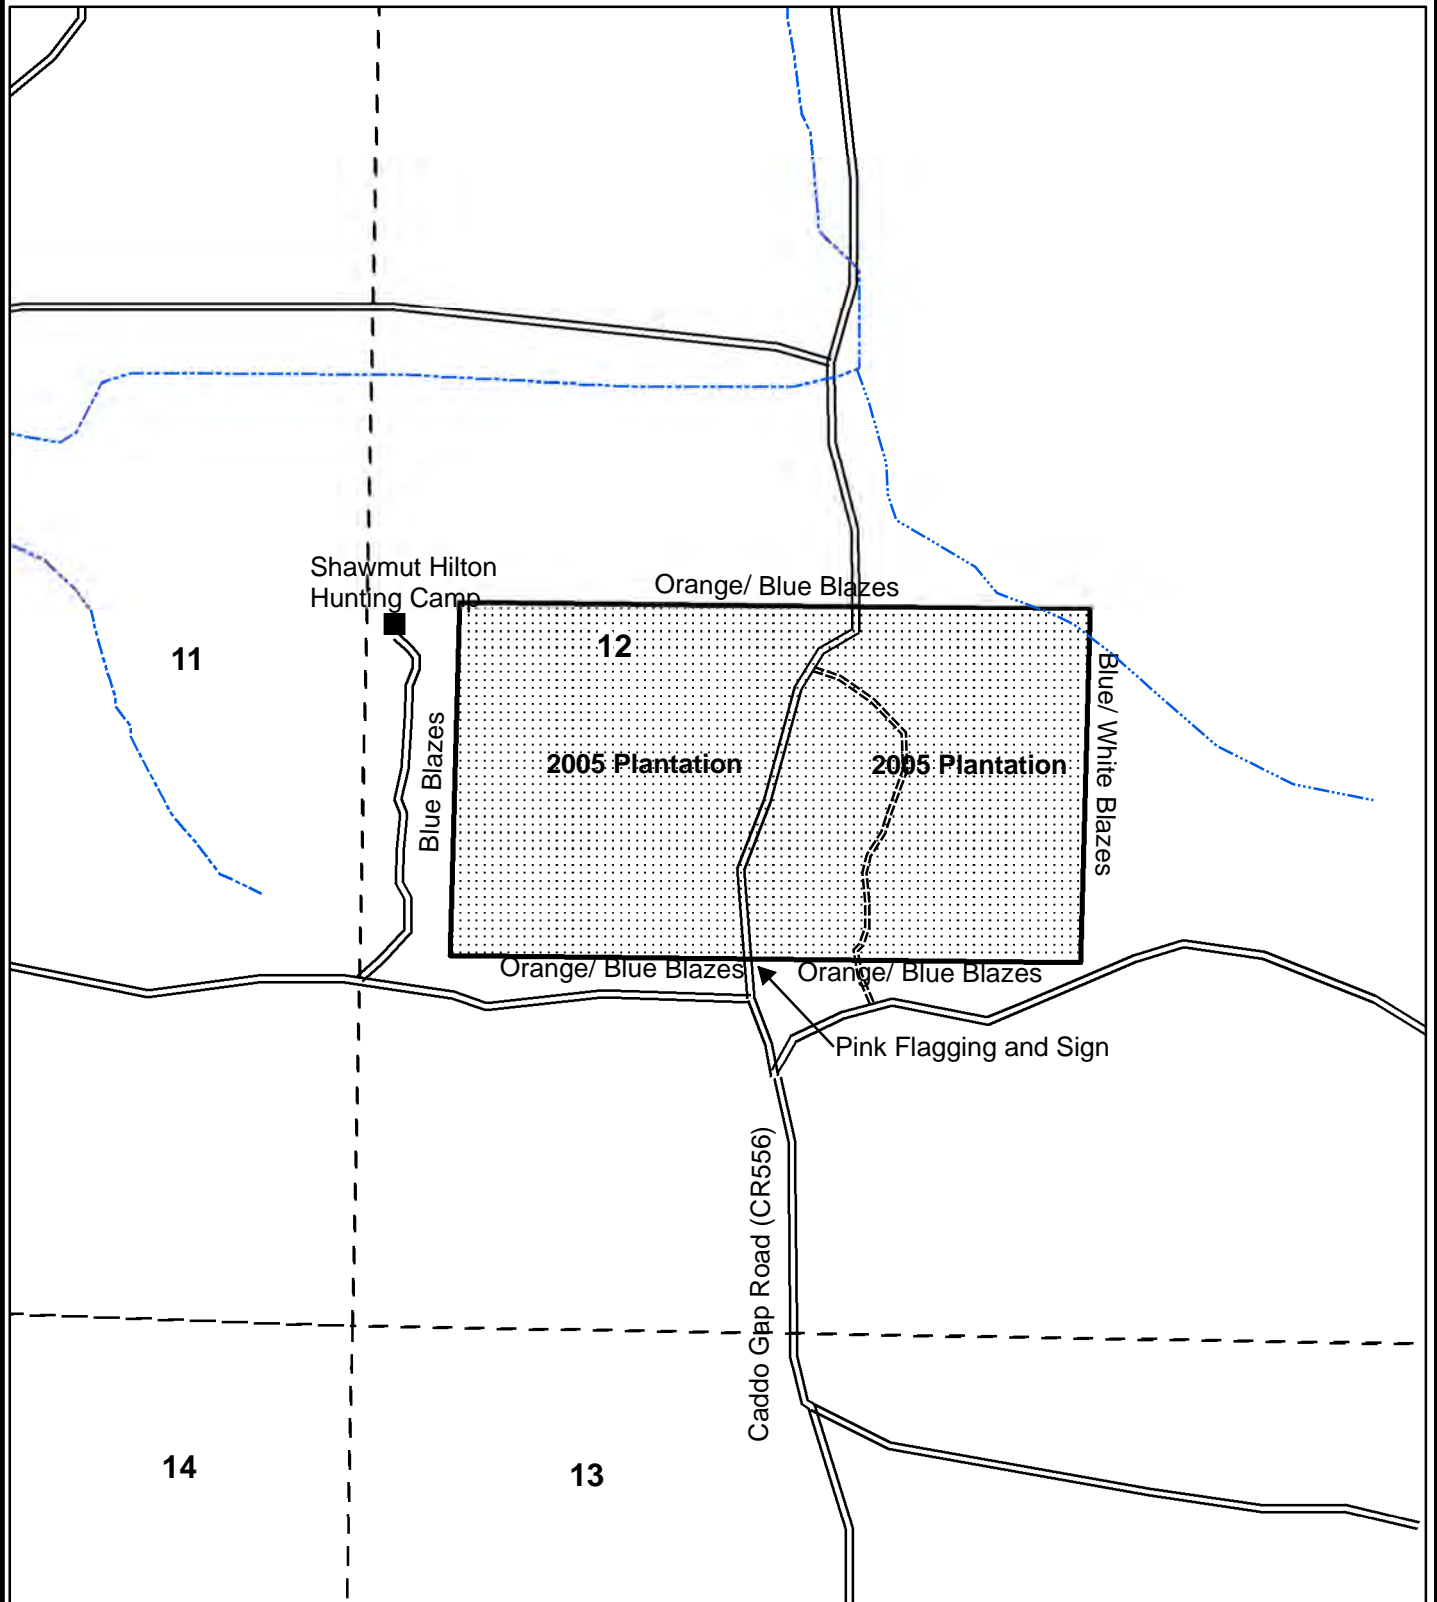 Shawmut Hilton
Hunting Camp
Orange/ Blue Blazes
11
12
Blue/ White Blazes
Blue Blazes
2005 Plantation
2005 Plantation
Orange/ Blue Blazes
Orange/ Blue Blazes
Pink Flagging and Sign
Caddo Gap Road (CR556)
14
13